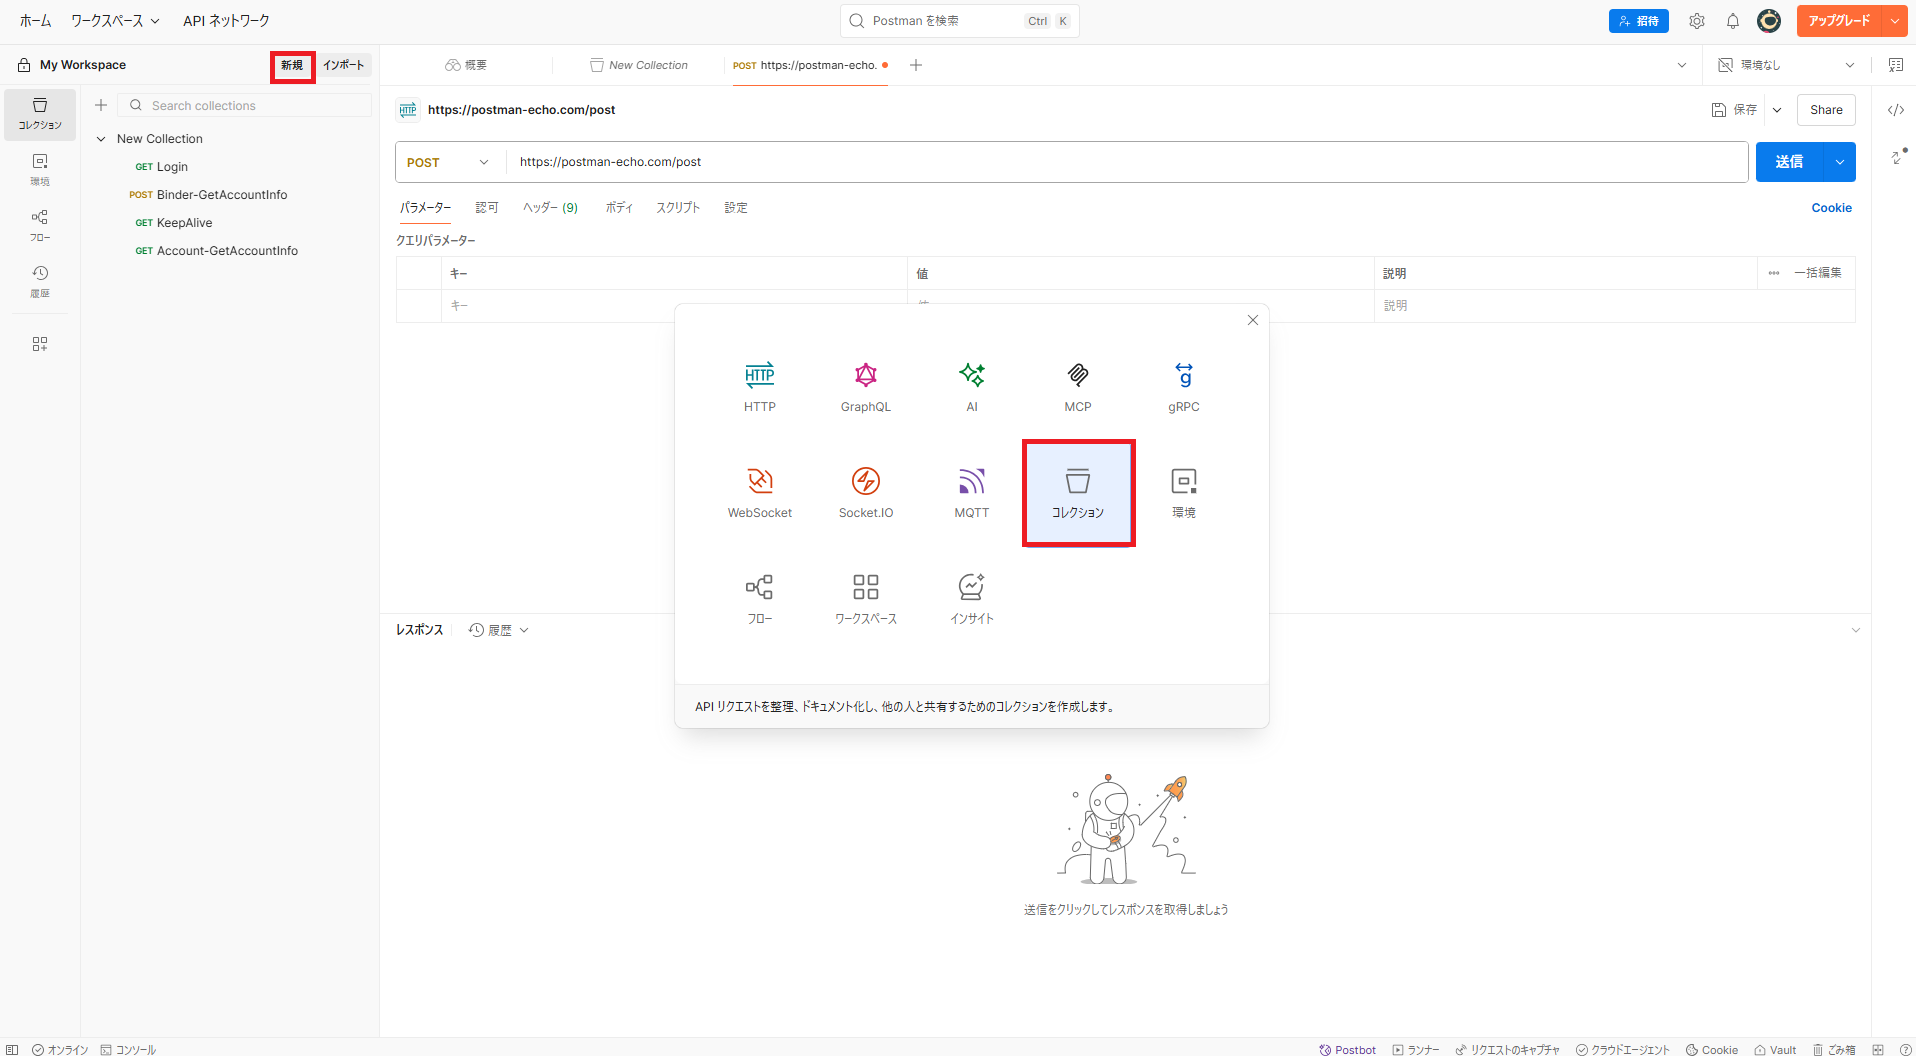 ホーム ワークスペース API ネットワーク Postman を検索 Ctrl K 招待 アップグレード
My Workspace 新規 インポート 概要 New Collection POST https://postman-echo. 環境なし
コレクション Search collections HTTP https://postman-echo.com/post 保存 Share
New Collection
GET Login POST https://postman-echo.com/post 送信
環境 POST Binder-GetAccountInfo
フロー GET KeepAlive パラメーター 認可 ヘッダー (9) ボディ スクリプト 設定 Cookie
GET Account-GetAccountInfo クエリパラメーター
履歴 キー 値 説明 一括編集
キー 値 説明
HTTP
HTTP GraphQL AI MCP gRPC
WebSocket Socket.IO MQTT コレクション 環境
フロー ワークスペース インサイト
レスポンス 履歴
API リクエストを整理、ドキュメント化し、他の人と共有するためのコレクションを作成します。
送信をクリックしてレスポンスを取得しましょう
オンライン コンソール Postbot ランナー リクエストのキャプチャ クラウドエージェント Cookie Vault ごみ箱